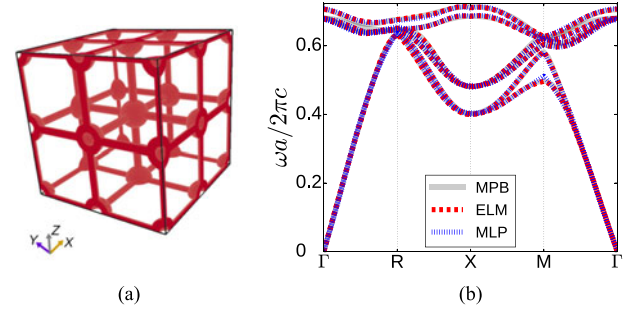 Z
Y X
(a)
ωa/2πc
0.6
0.4
0.2
0
MPB
ELM
MLP
Γ R X M Γ
(b)